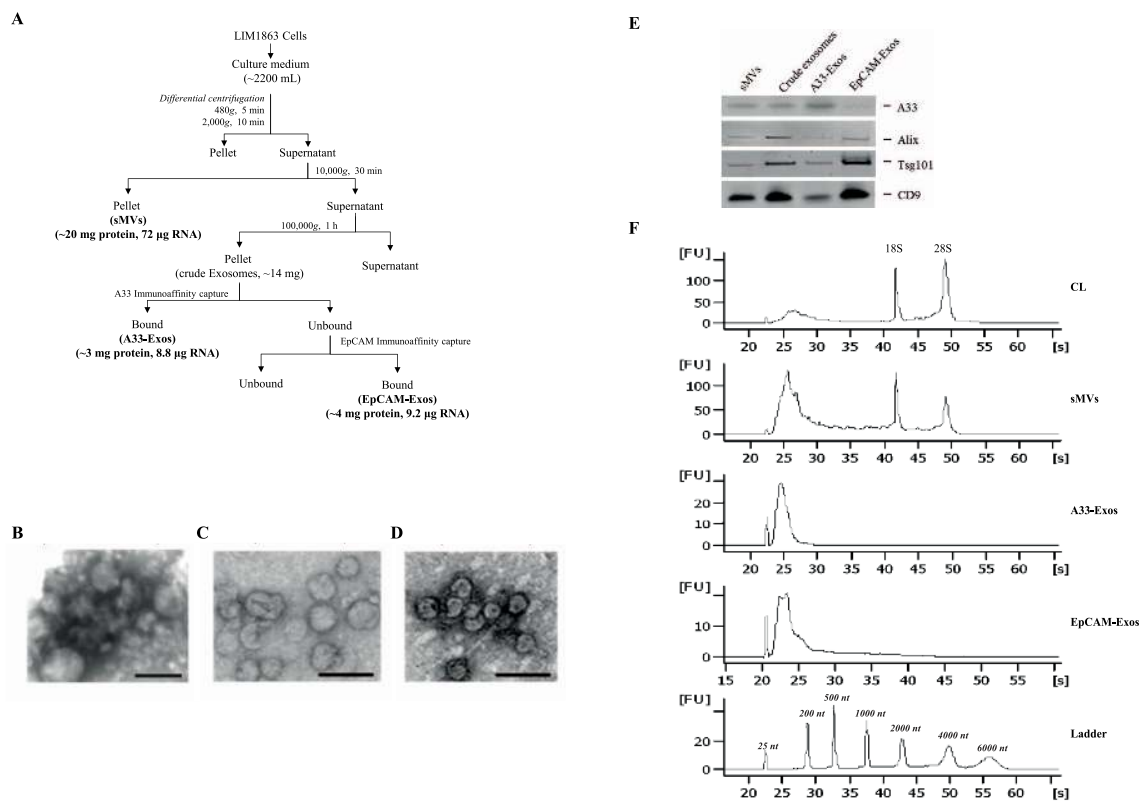 A
LIM1863 Cells
Culture medium
(~2200 mL)
Differential centrifugation
480g, 5 min
2,000g, 10 min
Pellet
Supernatant
10,000g, 30 min
Pellet
(sMVs)
(~20 mg protein, 72 µg RNA)
Supernatant
100,000g, 1 h
Pellet
(crude Exosomes, ~14 mg)
Supernatant
A33 Immunoaffinity capture
Bound
(A33-Exos)
(~3 mg protein, 8.8 µg RNA)
Unbound
EpCAM Immunoaffinity capture
Unbound
Bound
(EpCAM-Exos)
(~4 mg protein, 9.2 µg RNA)
B
C
D
E
sMVs
Crude exosomes
A33-Exos
EpCAM-Exos
A33
Alix
Tsg101
CD9
F
[FU]
18S
28S
100
50
0
20 25 30 35 40 45 50 55 60 [s]
CL
[FU]
100
50
0
20 25 30 35 40 45 50 55 60 [s]
sMVs
[FU]
20
10
0
20 25 30 35 40 45 50 55 60 [s]
A33-Exos
[FU]
10
0
15 20 25 30 35 40 45 50 55 60 [s]
EpCAM-Exos
[FU]
20
25 nt
200 nt
500 nt
1000 nt
2000 nt
4000 nt
6000 nt
0
20 25 30 35 40 45 50 55 60 [s]
Ladder